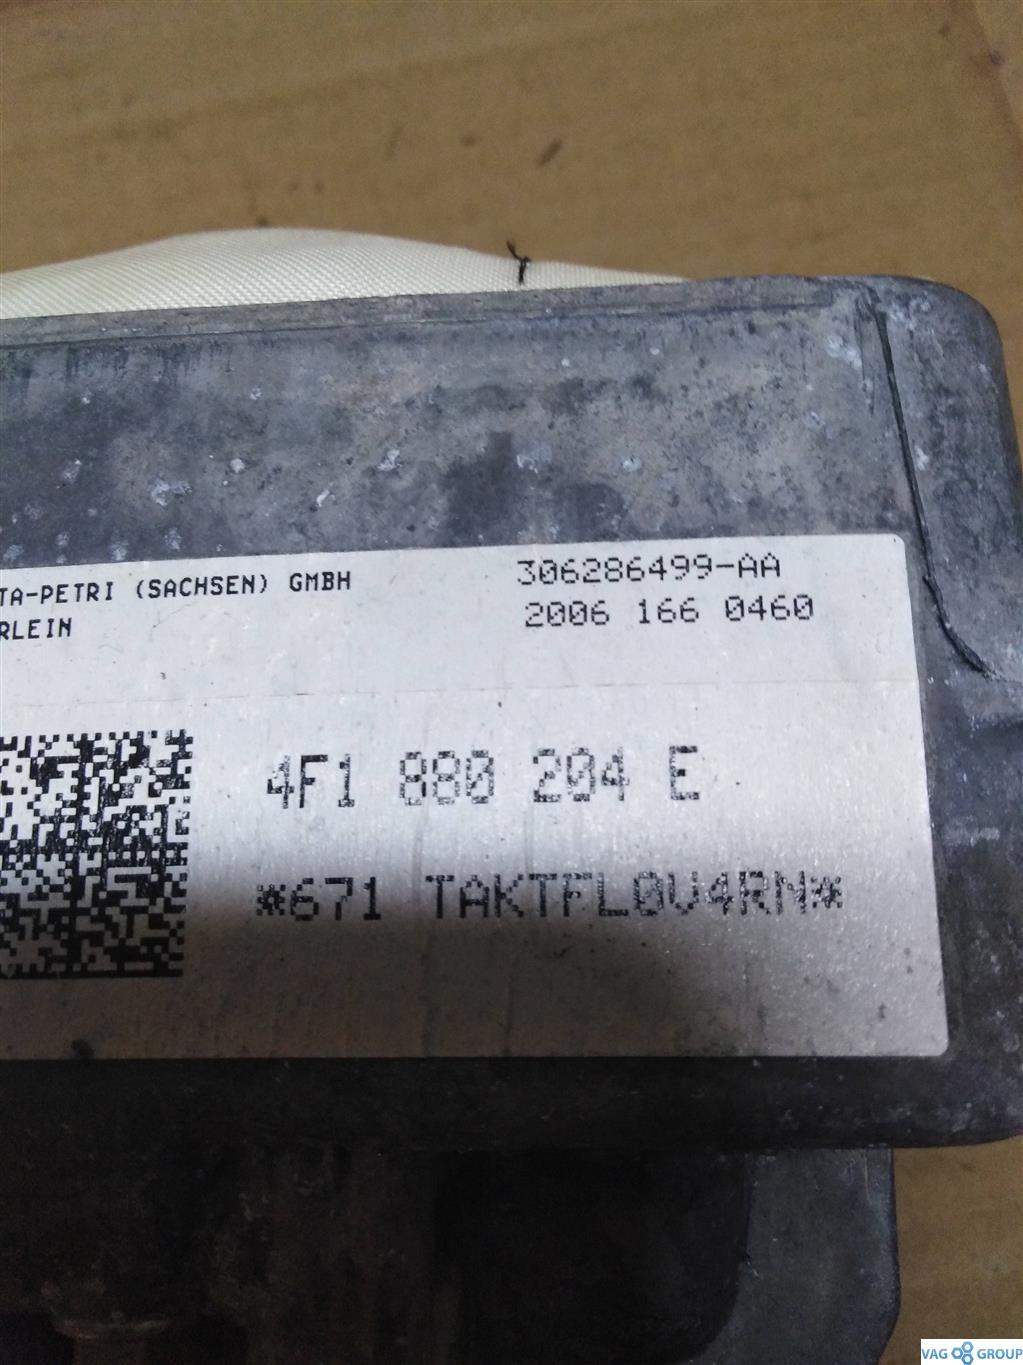 TA-PETRI (SACHSEN) GMBH
RLEIN
306286499-AA
2006 166 0460
4F1 880 204 E
*671 TAKTFL0V4RN*
VAG GROUP